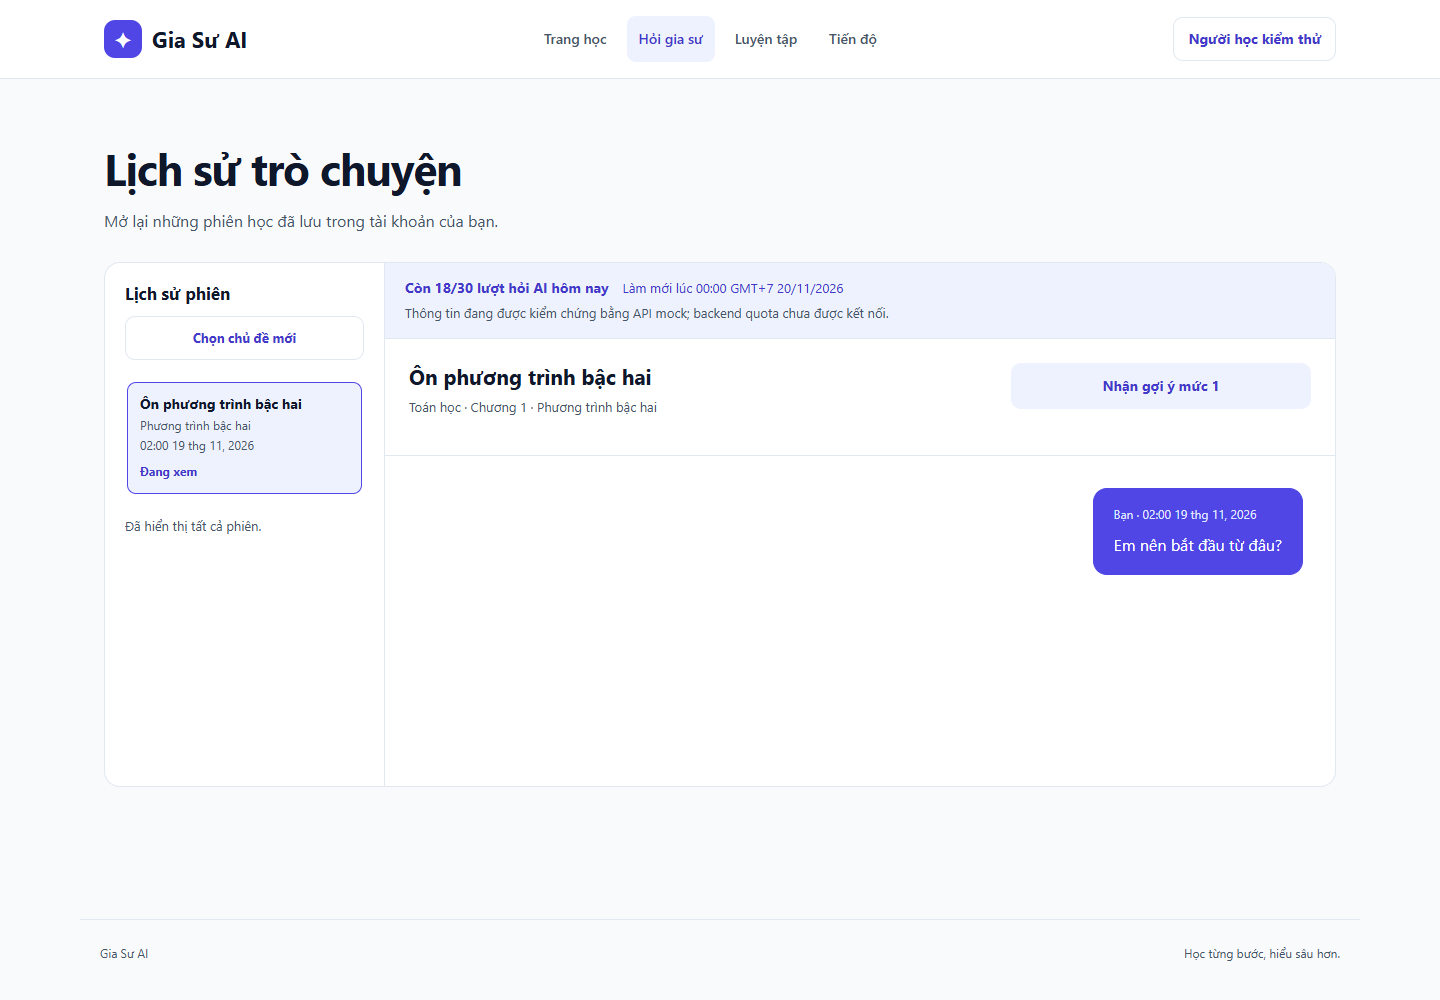 Gia Sư AI
Trang học
Hỏi gia sư
Luyện tập
Tiến độ
Người học kiểm thử
Lịch sử trò chuyện
Mở lại những phiên học đã lưu trong tài khoản của bạn.
Lịch sử phiên
Chọn chủ đề mới
Ôn phương trình bậc hai
Phương trình bậc hai
02:00 19 thg 11, 2026
Đang xem
Đã hiển thị tất cả phiên.
Còn 18/30 lượt hỏi AI hôm nay Làm mới lúc 00:00 GMT+7 20/11/2026
Thông tin đang được kiểm chứng bằng API mock; backend quota chưa được kết nối.
Ôn phương trình bậc hai
Toán học · Chương 1 · Phương trình bậc hai
Nhận gợi ý mức 1
Bạn · 02:00 19 thg 11, 2026
Em nên bắt đầu từ đâu?
Gia Sư AI
Học từng bước, hiểu sâu hơn.